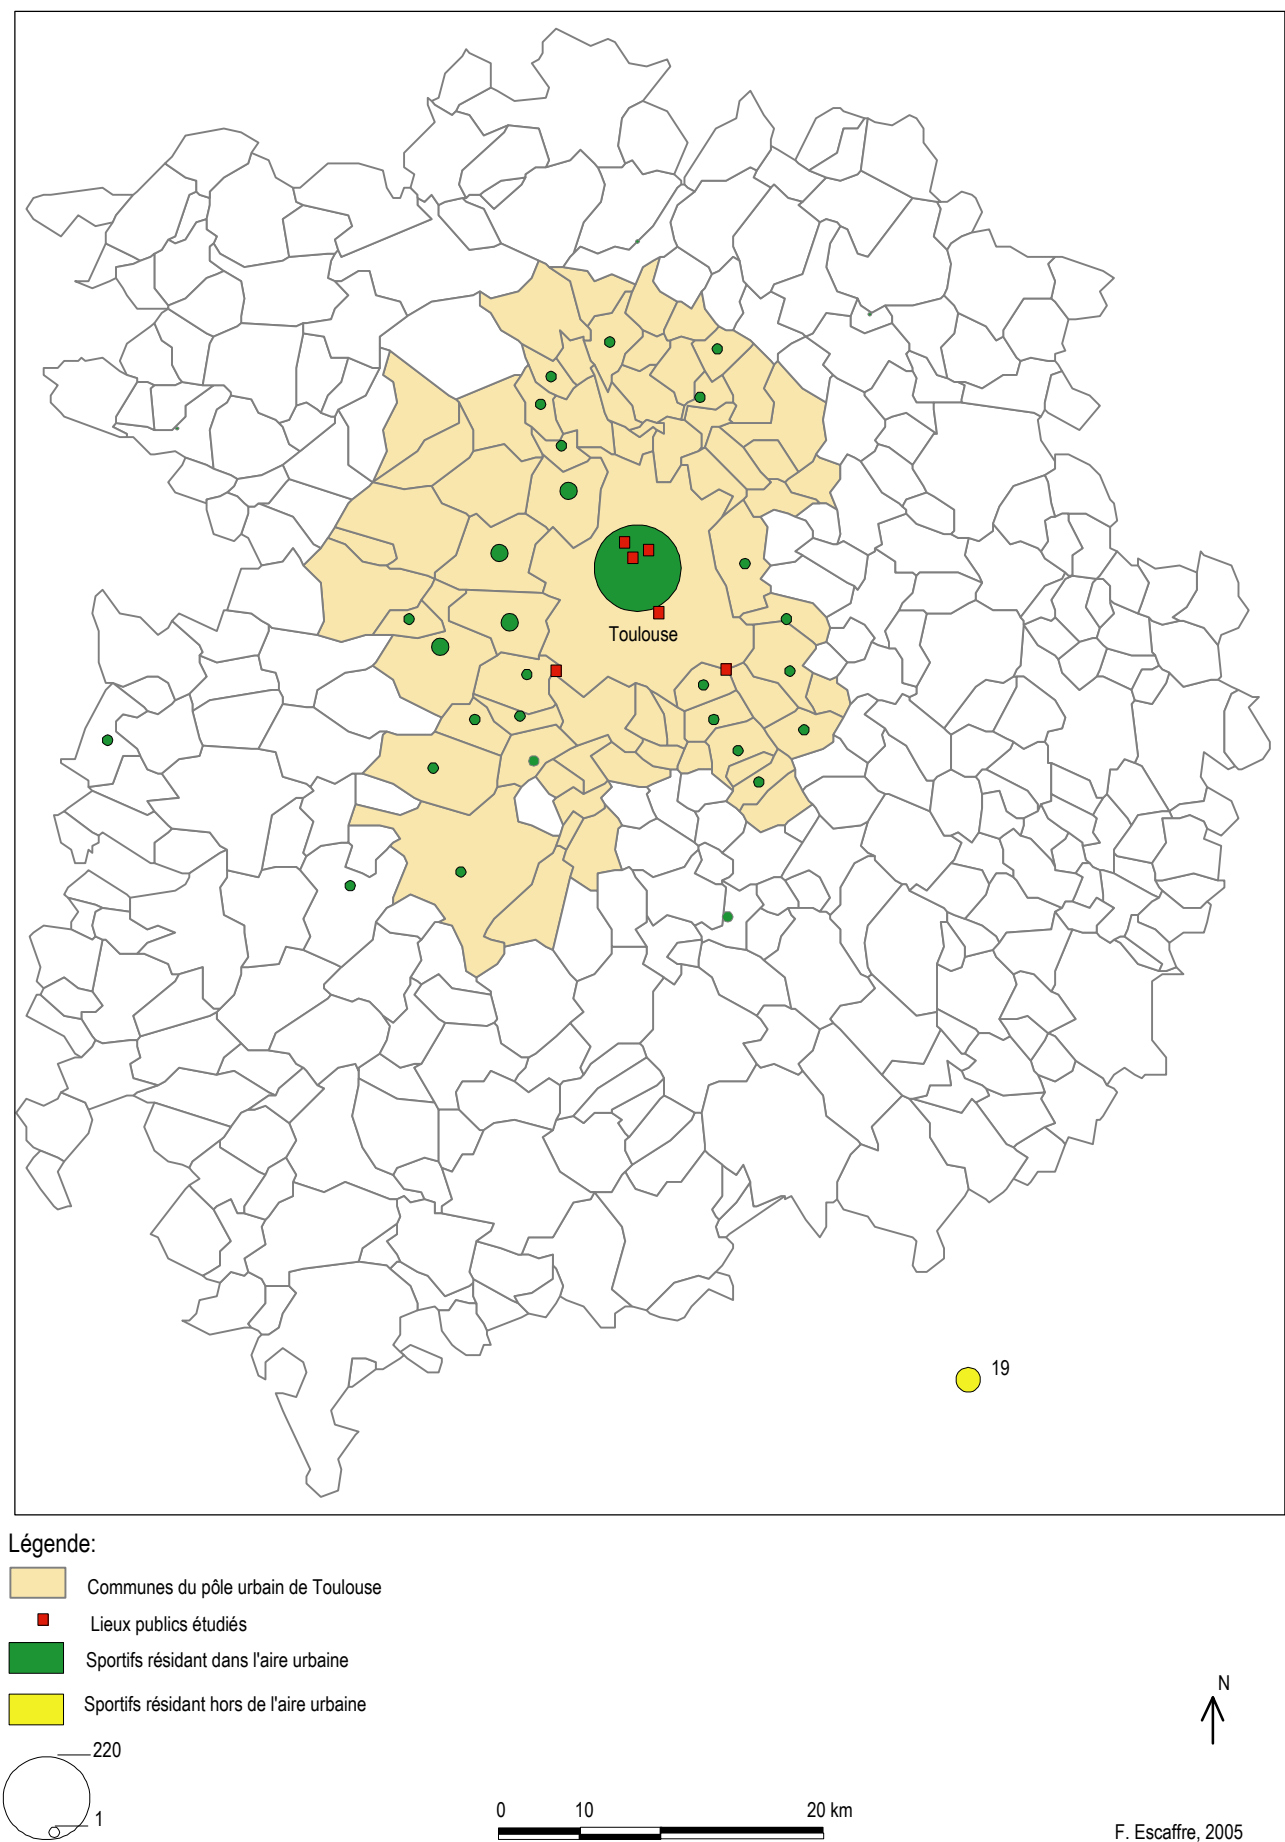 Toulouse
19
Légende:
Communes du pôle urbain de Toulouse
Lieux publics étudiés
Sportifs résidant dans l'aire urbaine
Sportifs résidant hors de l'aire urbaine
N
220
1
0 10 20 km
F. Escaffre, 2005